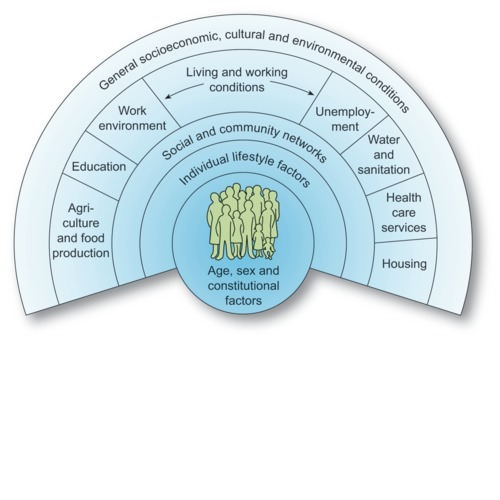 General socioeconomic, cultural and environmental conditions
Living and working
conditions
Work
environment
Unemploy-
ment
Education
Water
and
sanitation
Agri-
culture
and food
production
Health
care
services
Housing
Social and community networks
Individual lifestyle factors
Age, sex and
constitutional
factors